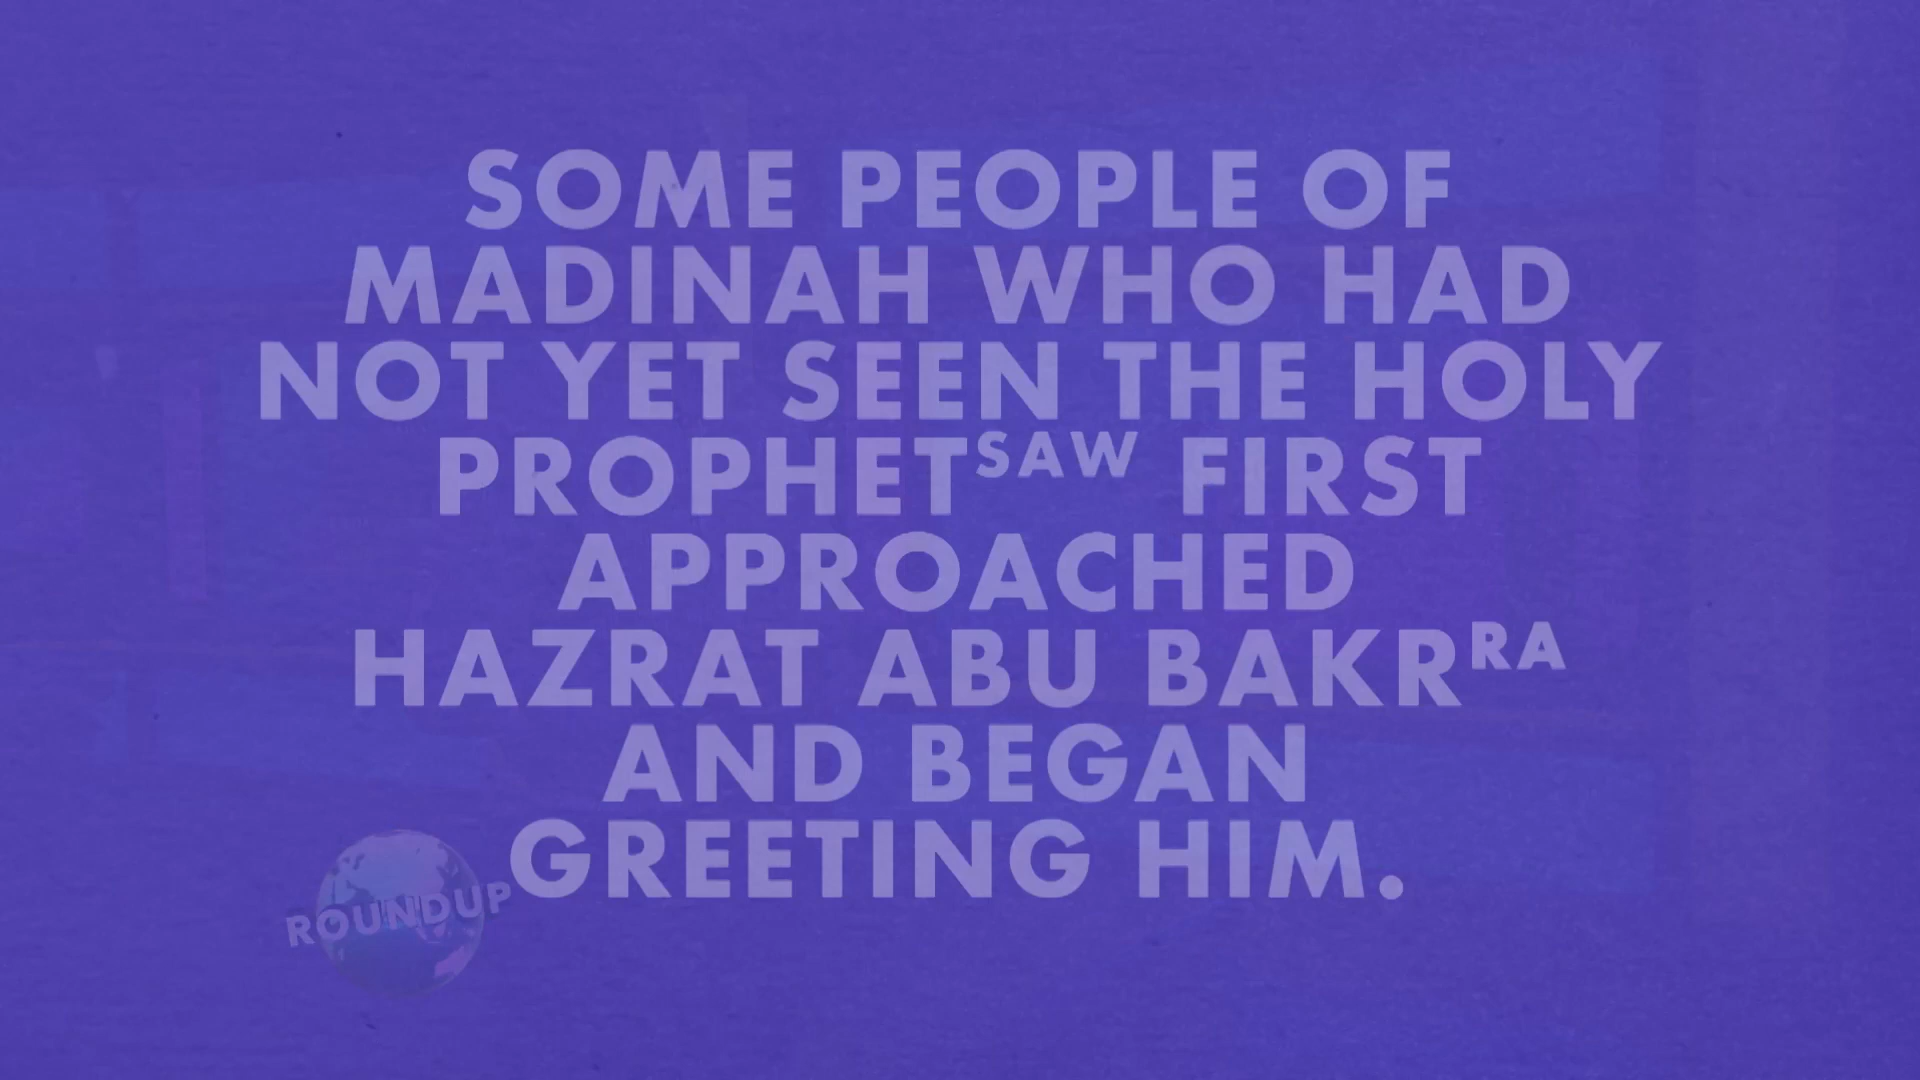 SOME PEOPLE OF
MADINAH WHO HAD
NOT YET SEEN THE HOLY
PROPHETSAW FIRST
APPROACHED
HAZRAT ABU BAKRRA
AND BEGAN
GREETING HIM.
ROUNDUP